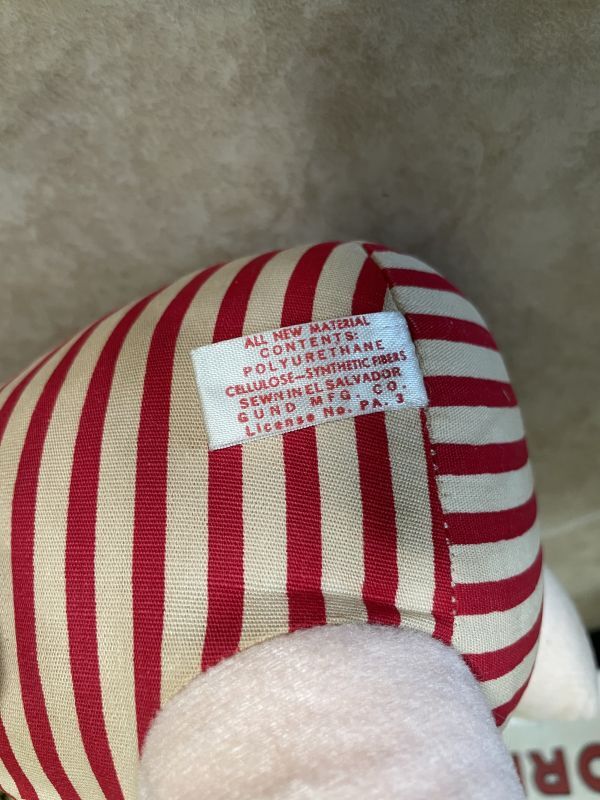 ALL NEW MATERIAL
CONTENTS:
POLYURETHANE
CELLULOSE-SYNTHETIC FIBERS
SEWN IN EL SALVADOR
GUND MFG. CO.
License No. PA. 3